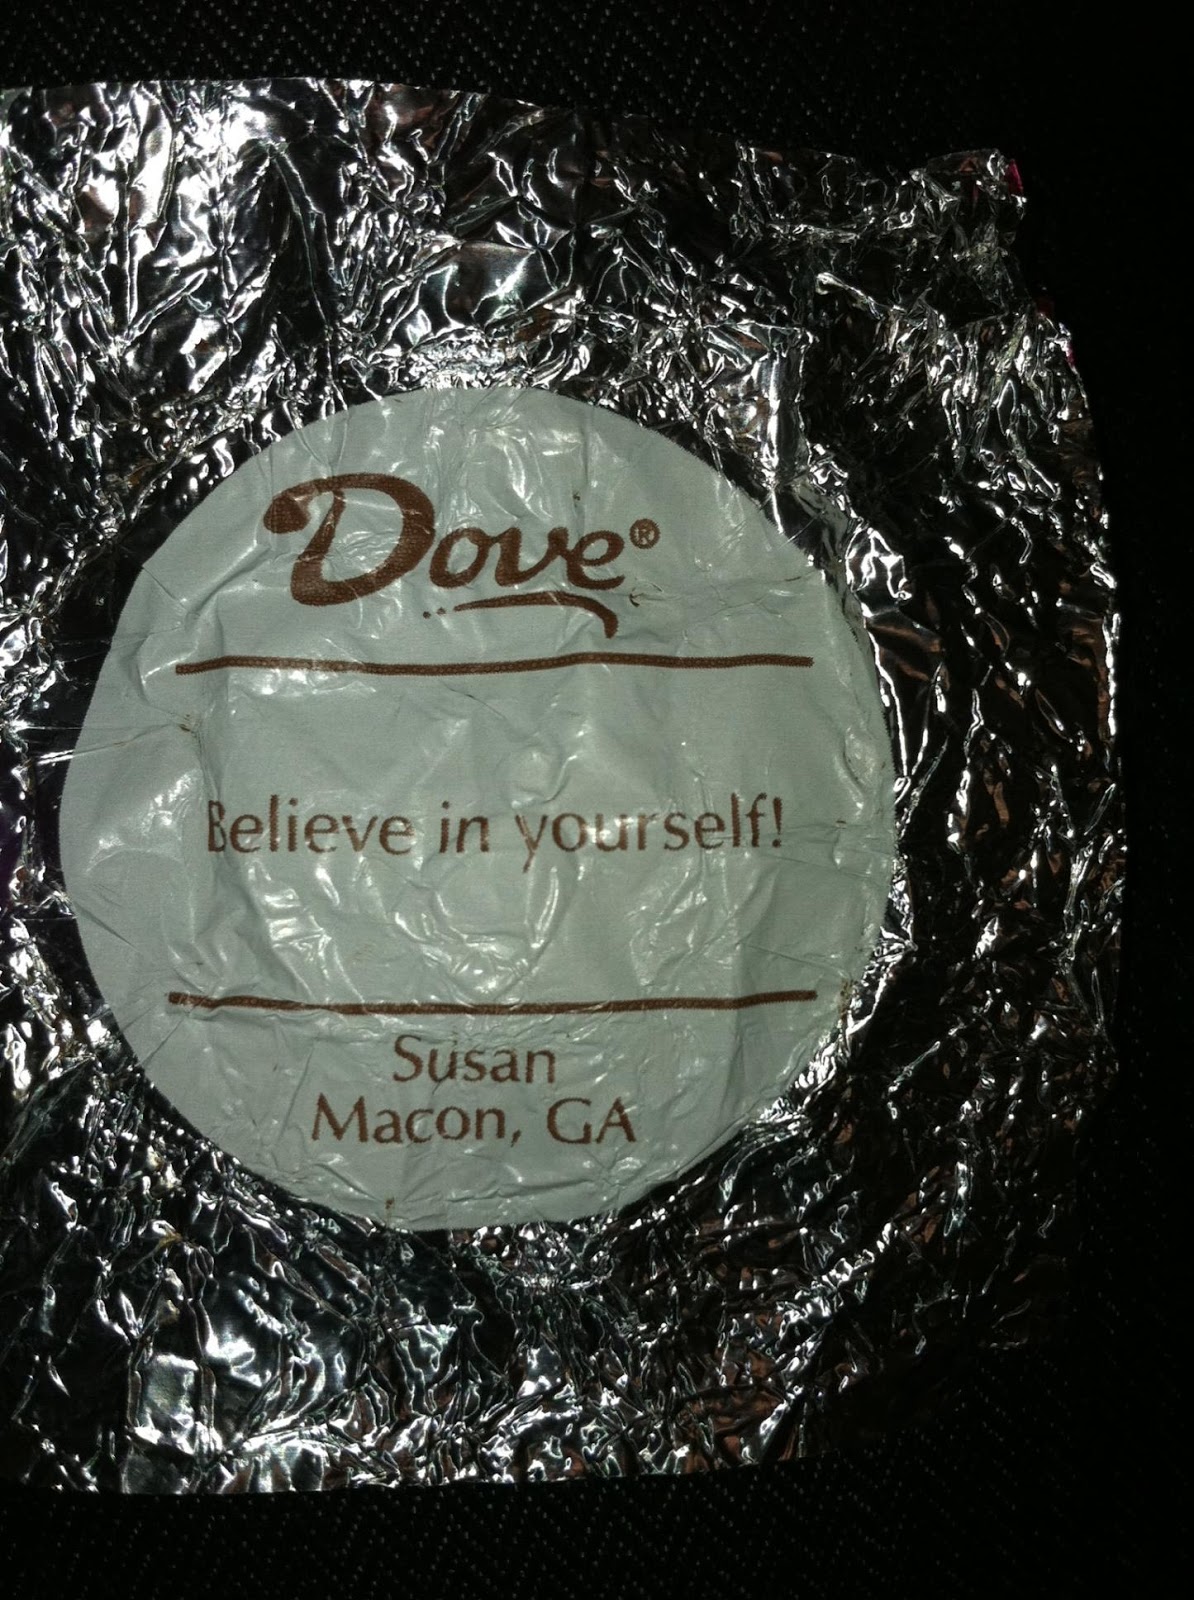 Dove®
Believe in yourself!
Susan
Macon, GA